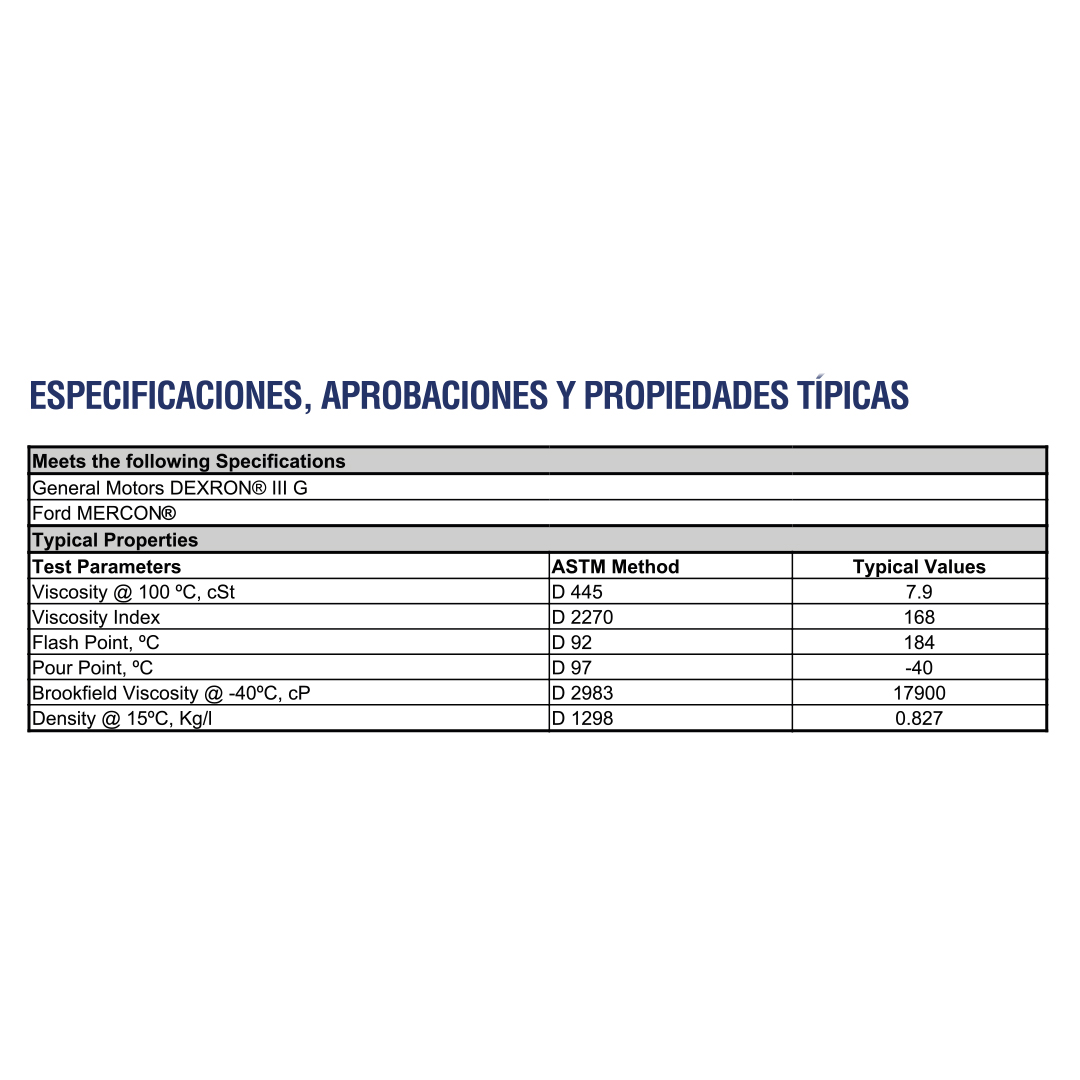 ESPECIFICACIONES, APROBACIONES Y PROPIEDADES TÍPICAS
Meets the following Specifications
General Motors DEXRON® III G
Ford MERCON®
Typical Properties
Test Parameters ASTM Method Typical Values
Viscosity @ 100 ºC, cSt D 445 7.9
Viscosity Index D 2270 168
Flash Point, ºC D 92 184
Pour Point, ºC D 97 -40
Brookfield Viscosity @ -40ºC, cP D 2983 17900
Density @ 15ºC, Kg/l D 1298 0.827